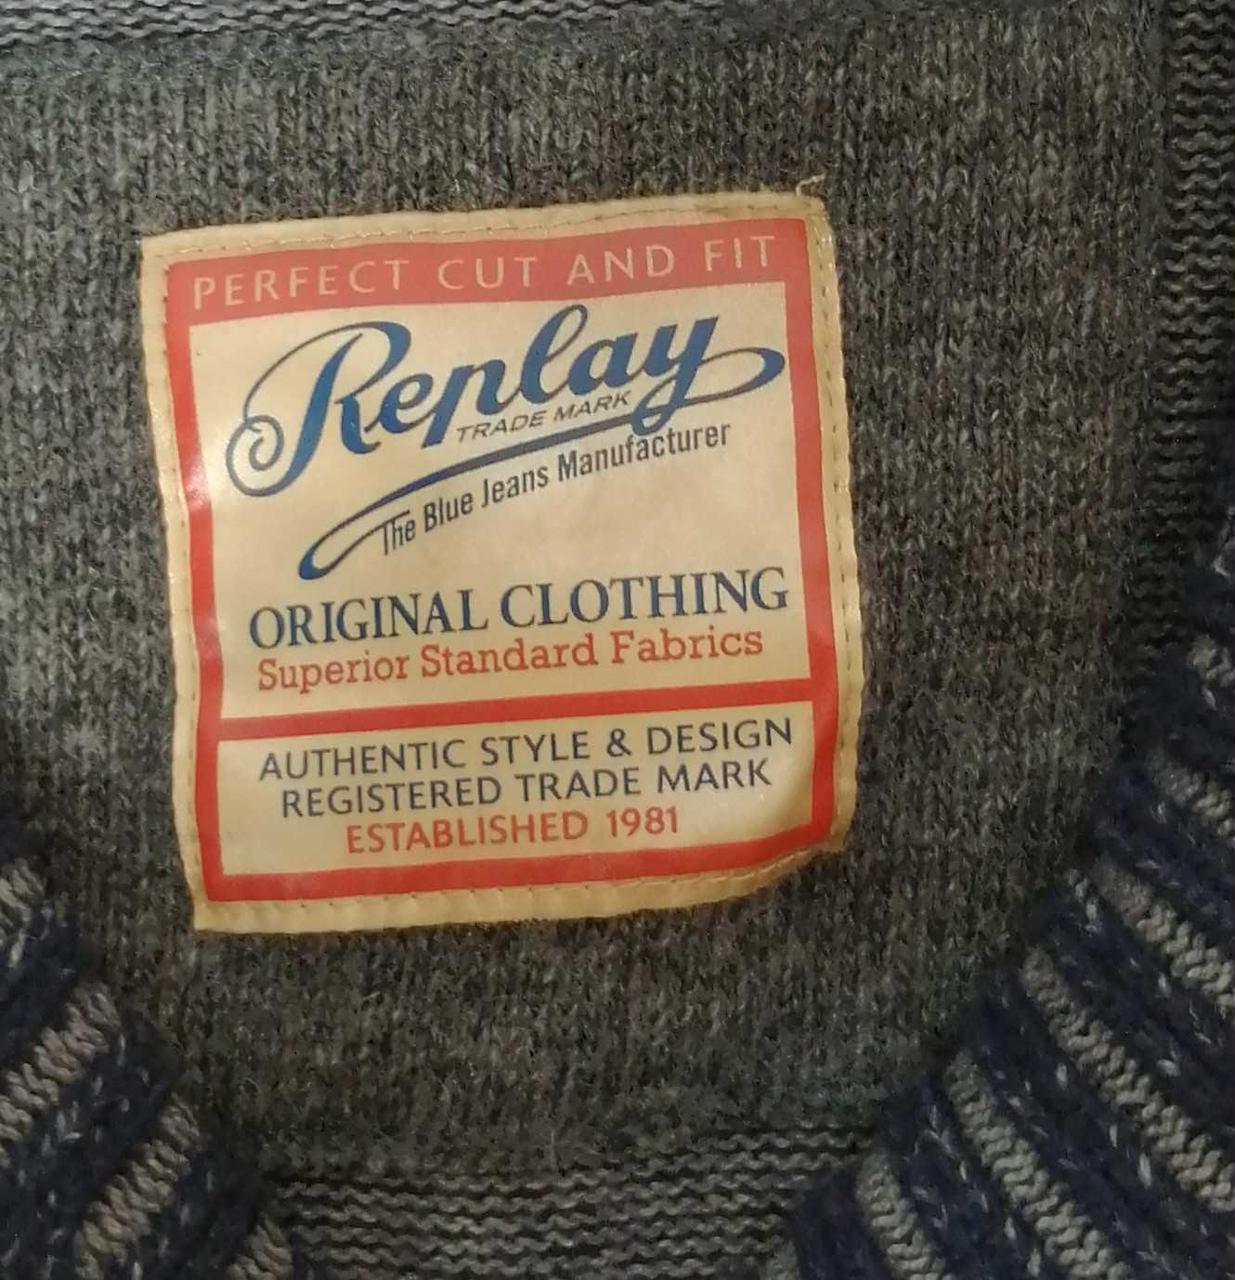 PERFECT CUT AND FIT
Replay
TRADE MARK
The Blue Jeans Manufacturer
ORIGINAL CLOTHING
Superior Standard Fabrics
AUTHENTIC STYLE & DESIGN
REGISTERED TRADE MARK
ESTABLISHED 1981